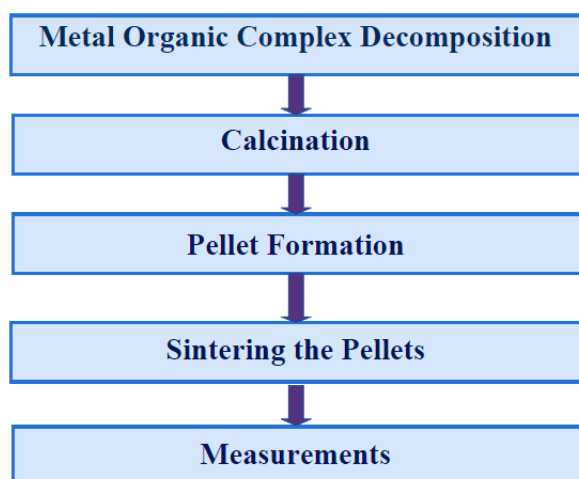 Metal Organic Complex Decomposition
Calcination
Pellet Formation
Sintering the Pellets
Measurements